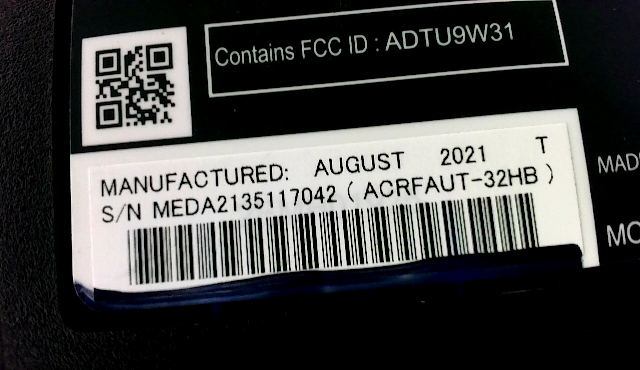 Contains FCC ID : ADTU9W31
MANUFACTURED: AUGUST 2021 T
S/N MEDA2135117042 ( ACRFAUT-32HB )